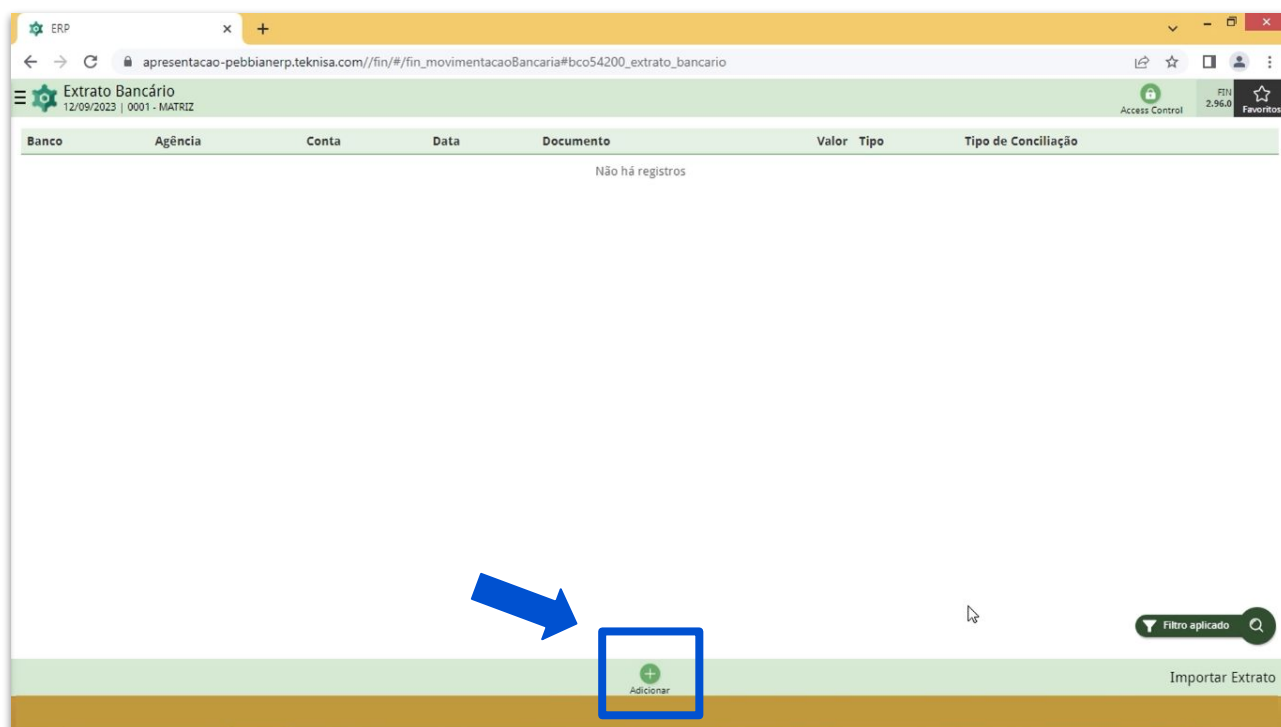 ERP
apresentacao-pebbianerp.teknisa.com//fin/#/fin_movimentacaoBancaria#bco54200_extrato_bancario
Extrato Bancário
12/09/2023 | 0001 - MATRIZ
Access Control
FIN
2.96.0
Favoritos
Banco Agência Conta Data Documento Valor Tipo Tipo de Conciliação
Não há registros
Filtro aplicado
Adicionar
Importar Extrato